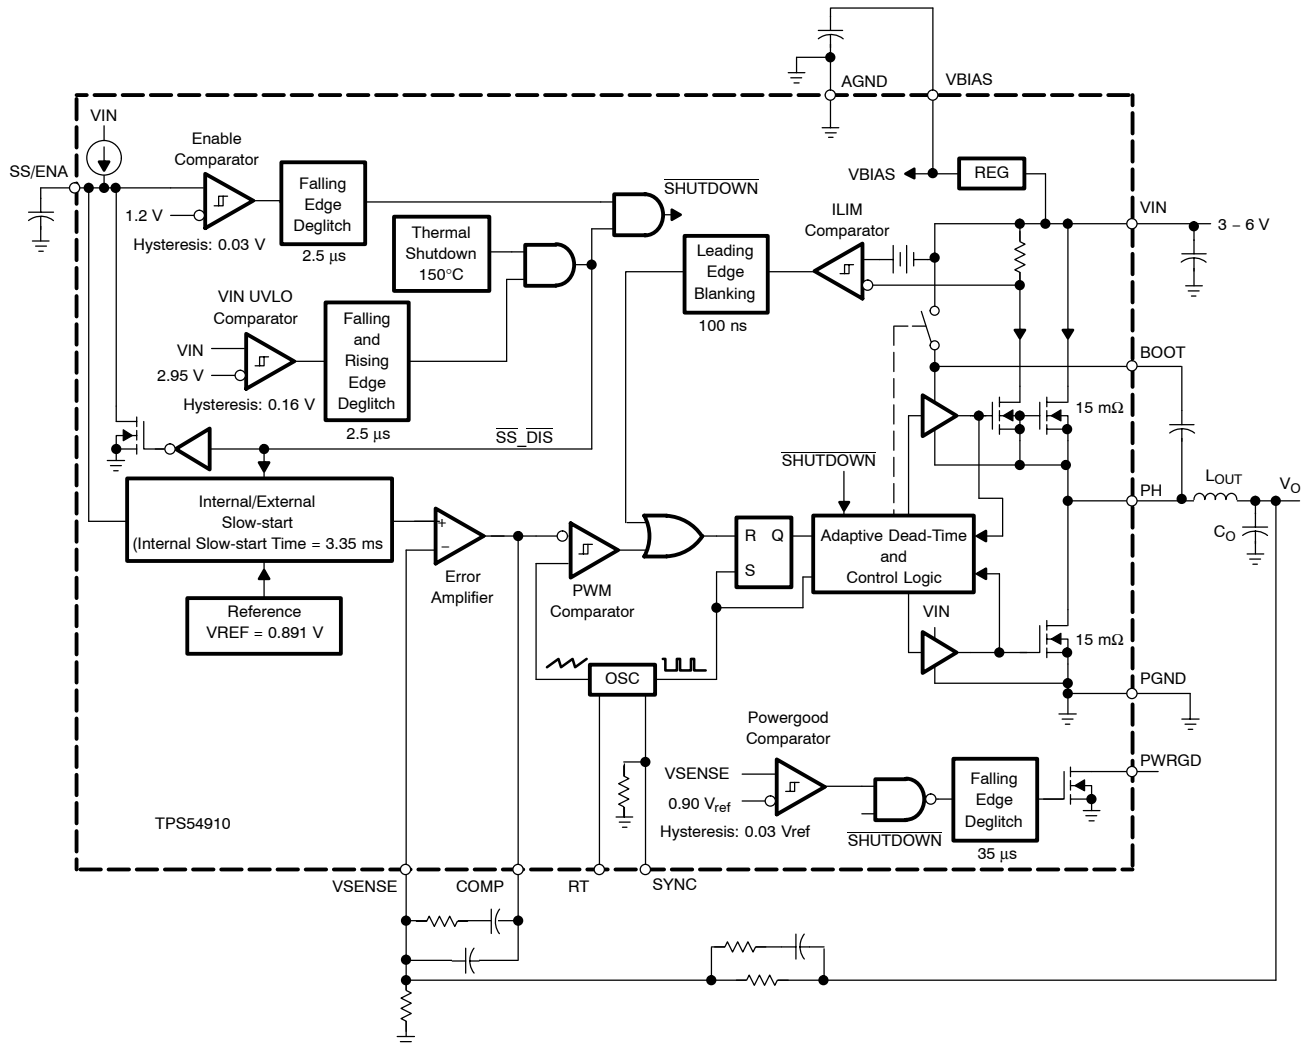 AGND
VBIAS
VIN
SS/ENA
Enable
Comparator
1.2 V
Hysteresis: 0.03 V
Falling
Edge
Deglitch
2.5 μs
SHUTDOWN
Thermal
Shutdown
150°C
VIN UVLO
Comparator
VIN
2.95 V
Hysteresis: 0.16 V
Falling
and
Rising
Edge
Deglitch
2.5 μs
SS_DIS
VBIAS
REG
ILIM
Comparator
Leading
Edge
Blanking
100 ns
VIN
3 – 6 V
BOOT
15 mΩ
PH
LOUT
VO
CO
Internal/External
Slow-start
(Internal Slow-start Time = 3.35 ms
Reference
VREF = 0.891 V
+
−
Error
Amplifier
PWM
Comparator
R Q
S
SHUTDOWN
Adaptive Dead-Time
and
Control Logic
VIN
15 mΩ
OSC
PGND
Powergood
Comparator
VSENSE
0.90 Vref
Hysteresis: 0.03 Vref
SHUTDOWN
Falling
Edge
Deglitch
35 μs
PWRGD
TPS54910
VSENSE
COMP
RT
SYNC